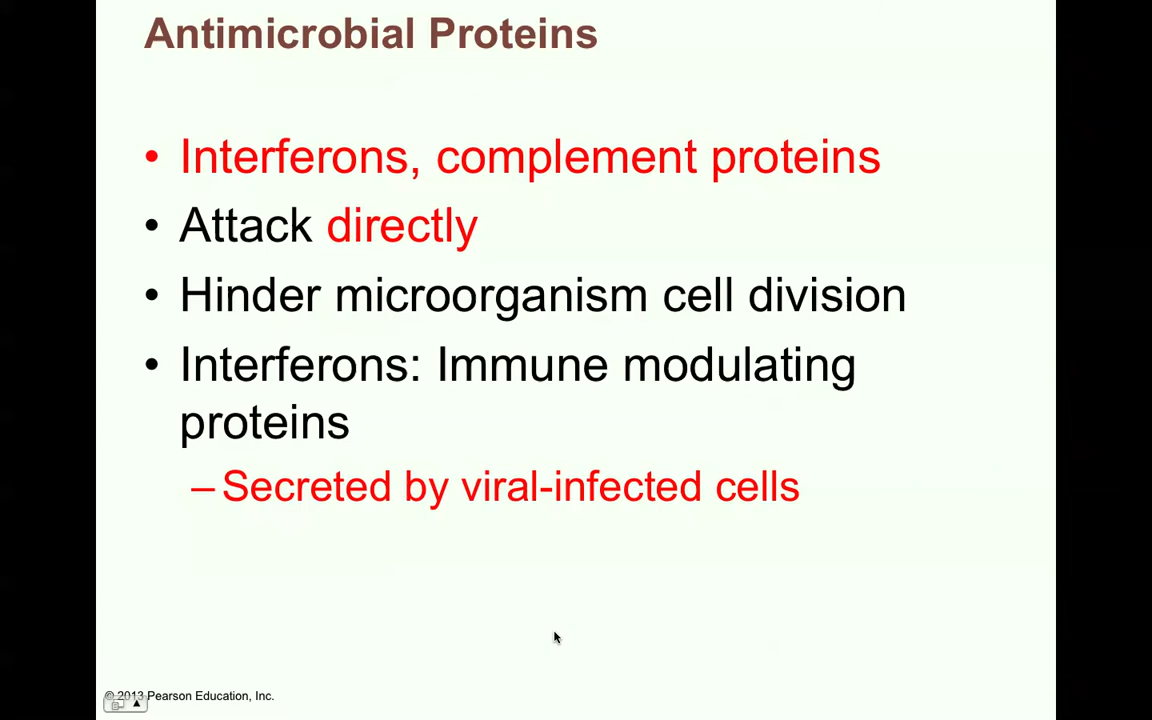 Antimicrobial Proteins
• Interferons, complement proteins
• Attack directly
• Hinder microorganism cell division
• Interferons: Immune modulating
proteins
– Secreted by viral-infected cells
© 2013 Pearson Education, Inc.